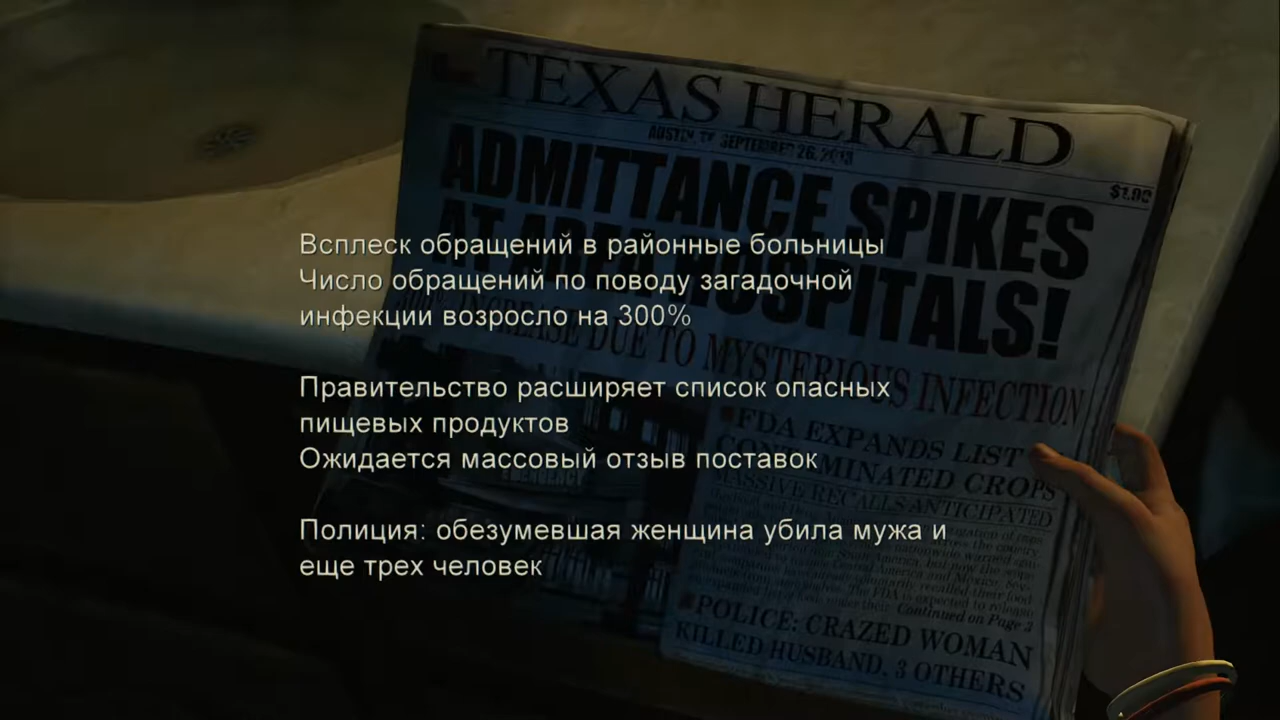 TEXAS HERALD
AUSTIN, TX SEPTEMBER 26, 2013
$1.00
ADMITTANCE SPIKES
AT AREA HOSPITALS!
300% INCREASE DUE TO MYSTERIOUS INFECTION
Всплеск обращений в районные больницы
Число обращений по поводу загадочной
инфекции возросло на 300%
Правительство расширяет список опасных
пищевых продуктов
Ожидается массовый отзыв поставок
Полиция: обезумевшая женщина убила мужа и
еще трех человек
FDA EXPANDS LIST
CONTAMINATED CROPS
MASSIVE RECALLS ANTICIPATED
Continued on Page 2
POLICE: CRAZED WOMAN
KILLED HUSBAND, 3 OTHERS